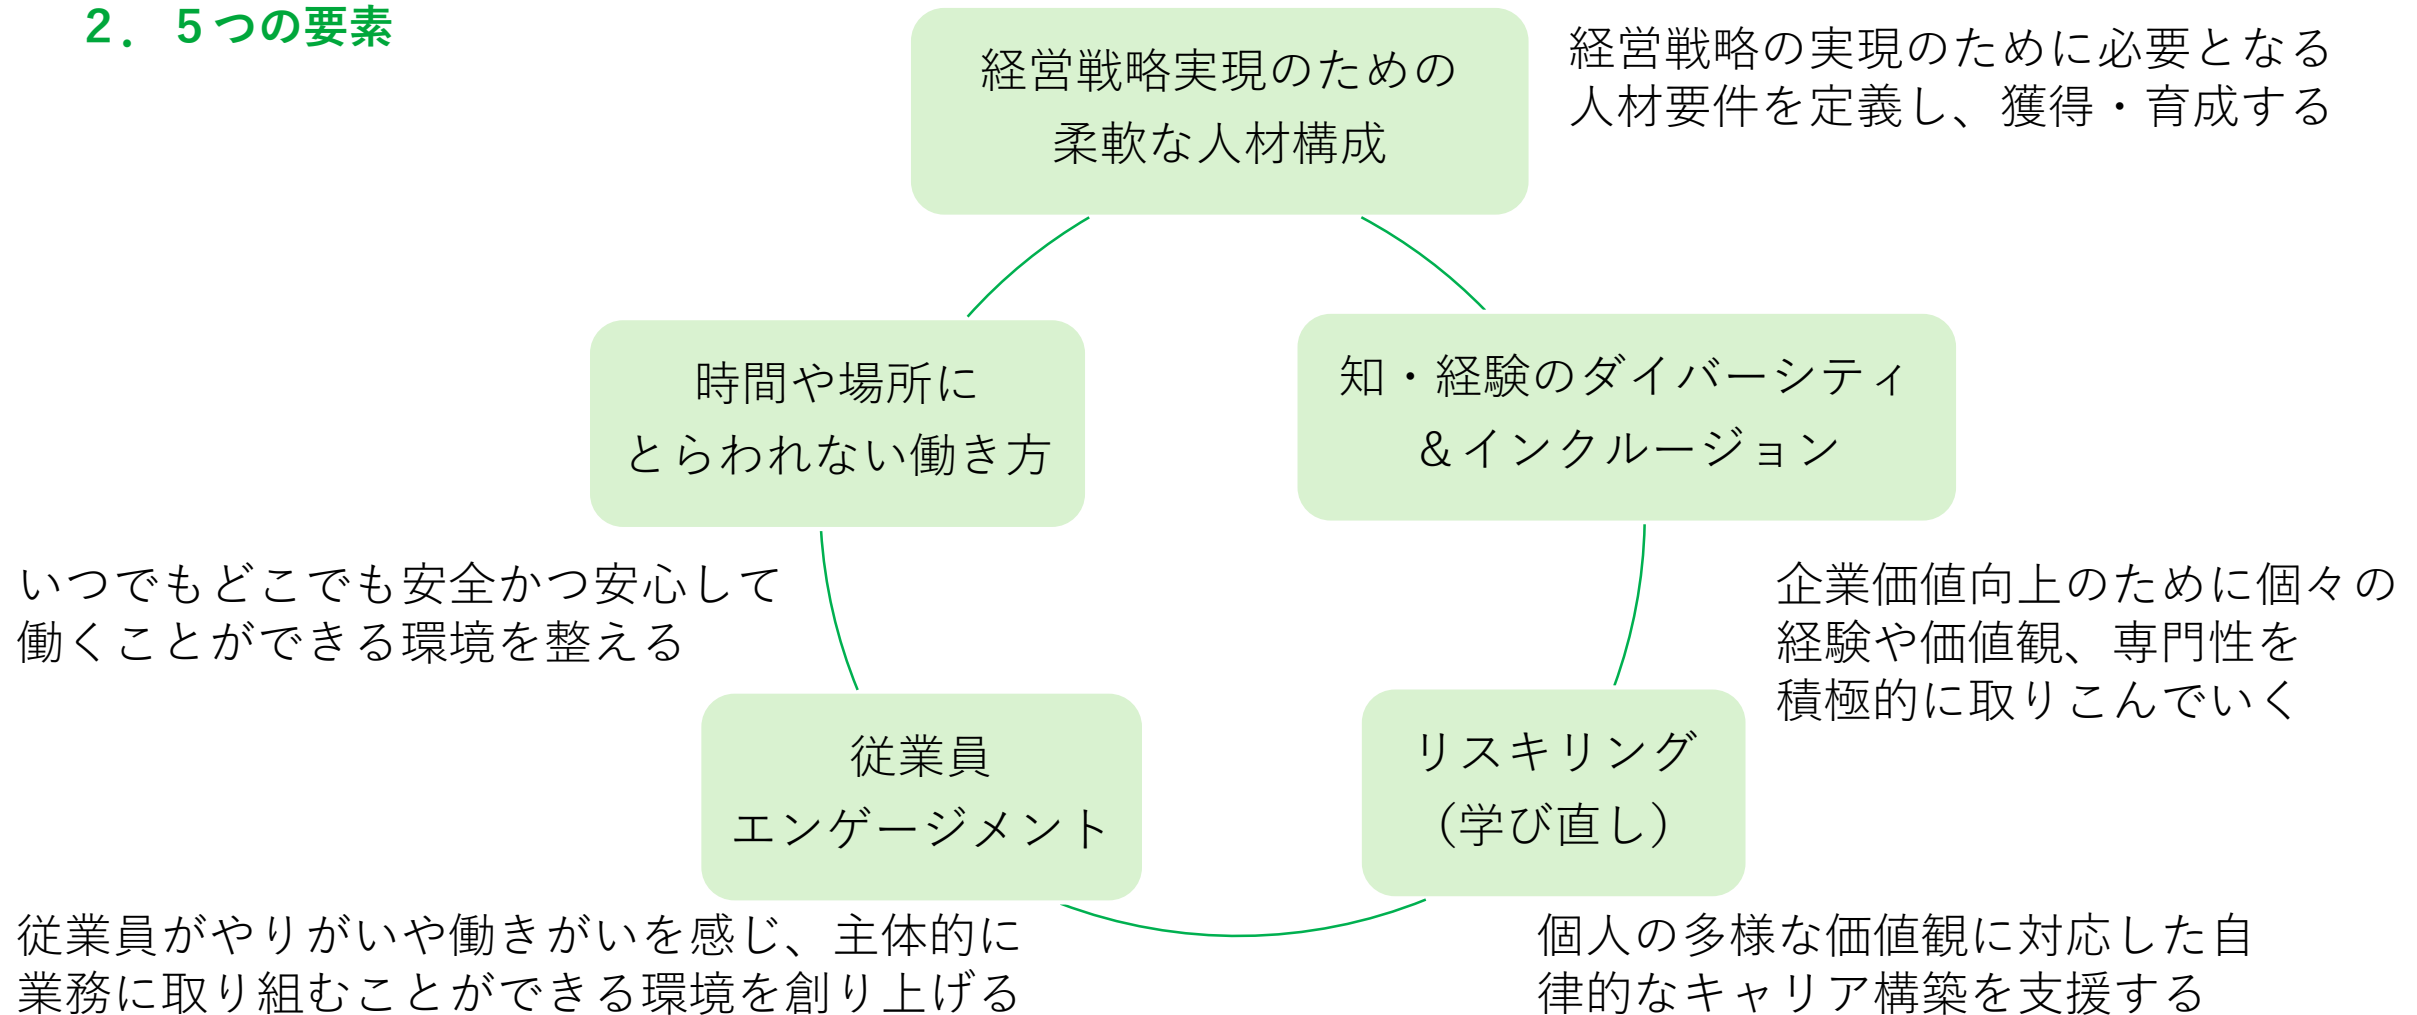 ２．５つの要素
経営戦略実現のための
柔軟な人材構成
経営戦略の実現のために必要となる
人材要件を定義し、獲得・育成する
時間や場所に
とらわれない働き方
知・経験のダイバーシティ
＆インクルージョン
いつでもどこでも安全かつ安心して
働くことができる環境を整える
企業価値向上のために個々の
経験や価値観、専門性を
積極的に取りこんでいく
従業員
エンゲージメント
リスキリング
（学び直し）
従業員がやりがいや働きがいを感じ、主体的に
業務に取り組むことができる環境を創り上げる
個人の多様な価値観に対応した自
律的なキャリア構築を支援する